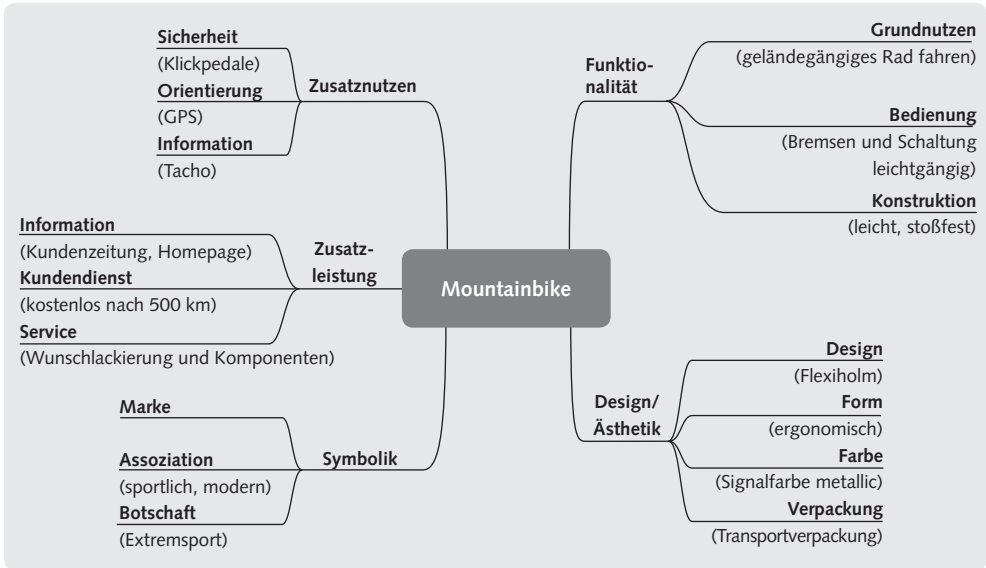 Sicherheit
(Klickpedale)
Orientierung
(GPS)
Information
(Tacho)
Zusatznutzen
Information
(Kundenzeitung, Homepage)
Kundendienst
(kostenlos nach 500 km)
Service
(Wunschlackierung und Komponenten)
Zusatz-
leistung
Marke
Assoziation
(sportlich, modern)
Botschaft
(Extremsport)
Symbolik
Mountainbike
Funktio-
nalität
Grundnutzen
(geländegängiges Rad fahren)
Bedienung
(Bremsen und Schaltung
leichtgängig)
Konstruktion
(leicht, stoßfest)
Design/
Ästhetik
Design
(Flexiholm)
Form
(ergonomisch)
Farbe
(Signalfarbe metallic)
Verpackung
(Transportverpackung)